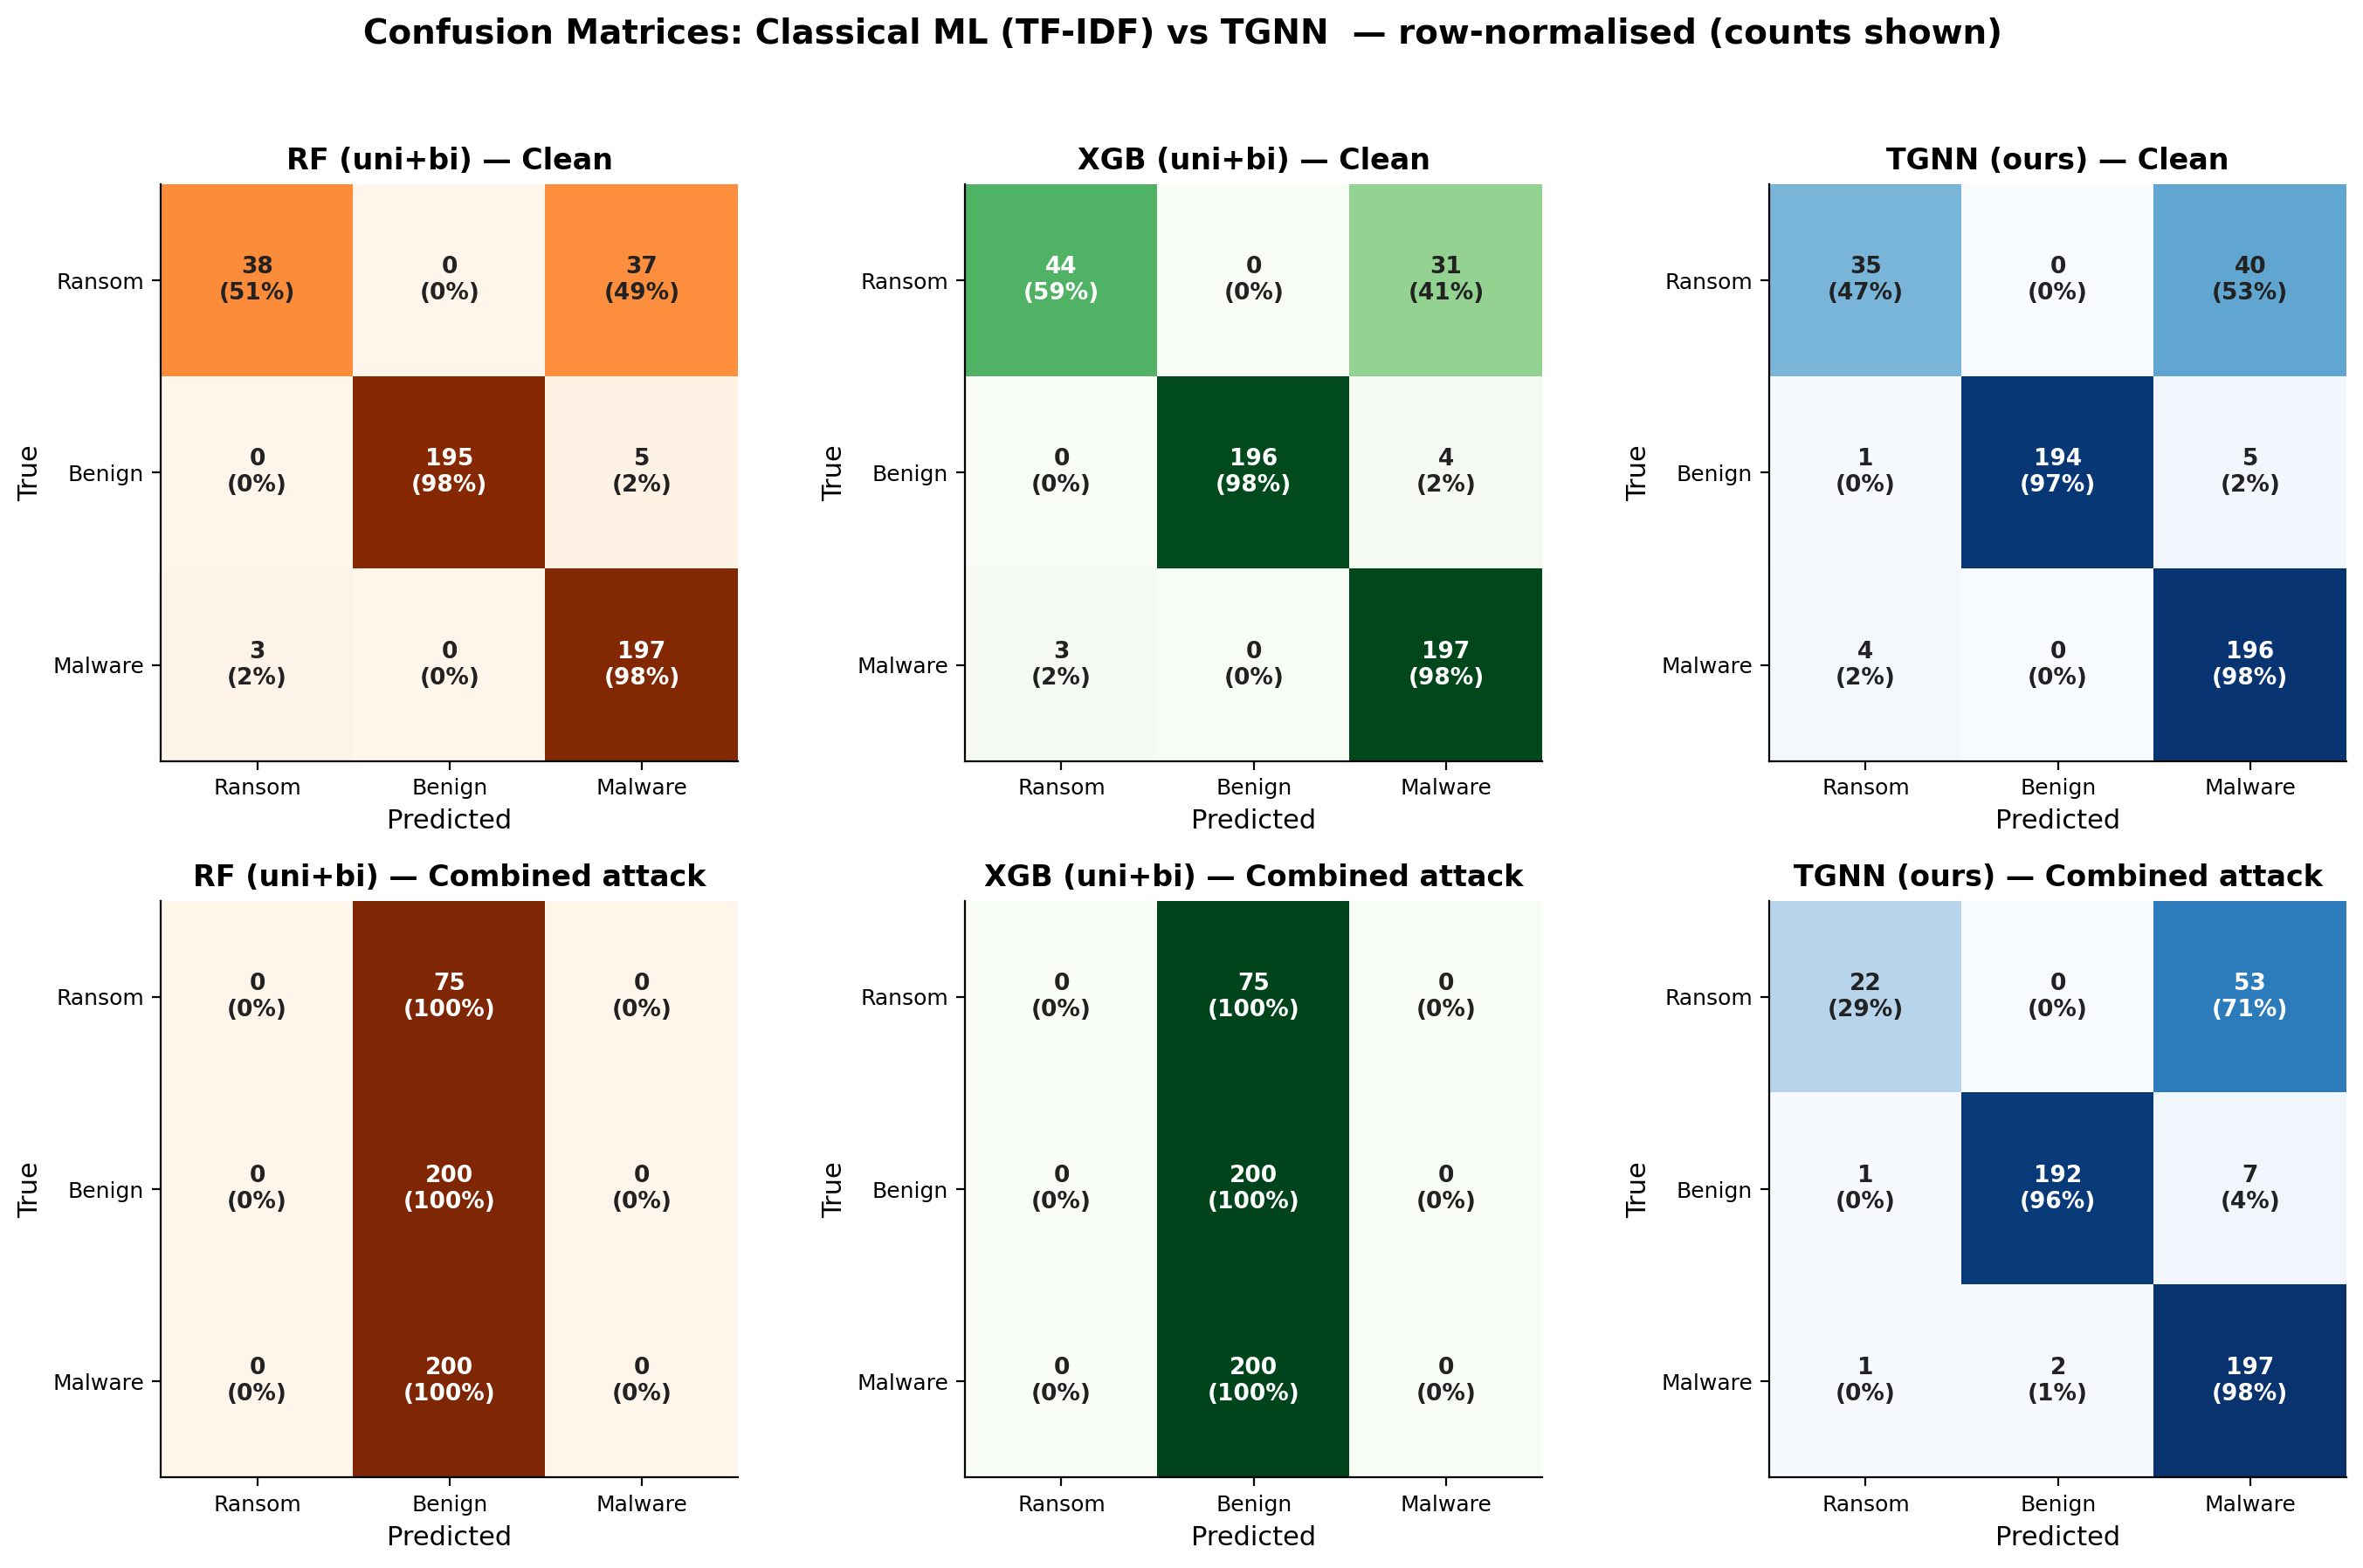 Confusion Matrices: Classical ML (TF-IDF) vs TGNN — row-normalised (counts shown)
RF (uni+bi) — Clean
True
Ransom
38
(51%)
0
(0%)
37
(49%)
Benign
0
(0%)
195
(98%)
5
(2%)
Malware
3
(2%)
0
(0%)
197
(98%)
Ransom Benign Malware
Predicted
XGB (uni+bi) — Clean
True
Ransom
44
(59%)
0
(0%)
31
(41%)
Benign
0
(0%)
196
(98%)
4
(2%)
Malware
3
(2%)
0
(0%)
197
(98%)
Ransom Benign Malware
Predicted
TGNN (ours) — Clean
True
Ransom
35
(47%)
0
(0%)
40
(53%)
Benign
1
(0%)
194
(97%)
5
(2%)
Malware
4
(2%)
0
(0%)
196
(98%)
Ransom Benign Malware
Predicted
RF (uni+bi) — Combined attack
True
Ransom
0
(0%)
75
(100%)
0
(0%)
Benign
0
(0%)
200
(100%)
0
(0%)
Malware
0
(0%)
200
(100%)
0
(0%)
Ransom Benign Malware
Predicted
XGB (uni+bi) — Combined attack
True
Ransom
0
(0%)
75
(100%)
0
(0%)
Benign
0
(0%)
200
(100%)
0
(0%)
Malware
0
(0%)
200
(100%)
0
(0%)
Ransom Benign Malware
Predicted
TGNN (ours) — Combined attack
True
Ransom
22
(29%)
0
(0%)
53
(71%)
Benign
1
(0%)
192
(96%)
7
(4%)
Malware
1
(0%)
2
(1%)
197
(98%)
Ransom Benign Malware
Predicted